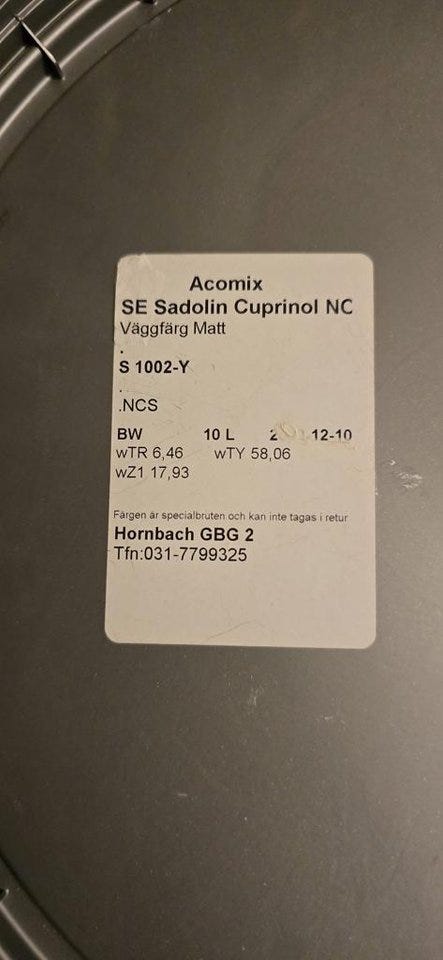 Acomix
SE Sadolin Cuprinol NC
Väggfärg Matt
.
S 1002-Y
.
.NCS
BW 10 L 12-10
wTR 6,46 wTY 58,06
wZ1 17,93
Färgen är specialbruten och kan inte tagas i retur
Hornbach GBG 2
Tfn:031-7799325